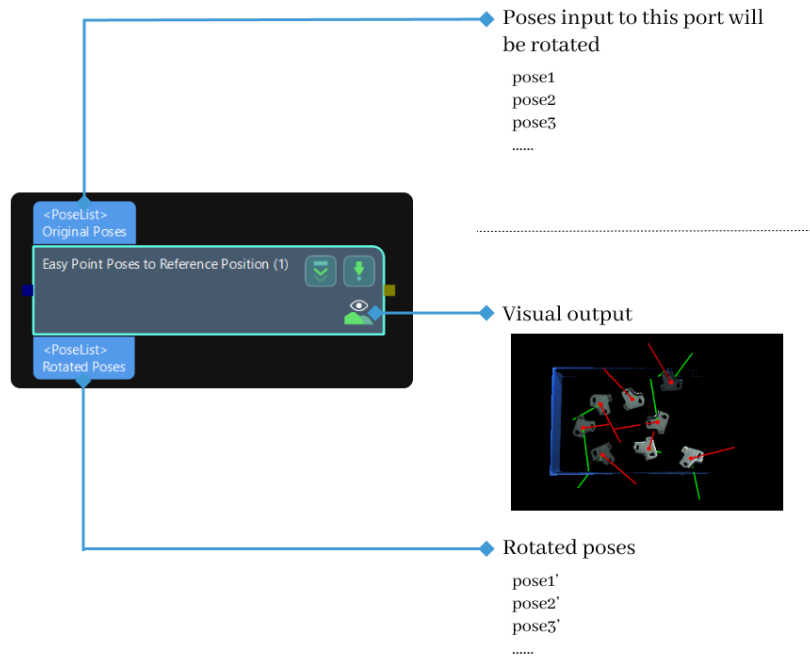 Poses input to this port will
be rotated
pose1
pose2
pose3
......
<PoseList>
Original Poses
Easy Point Poses to Reference Position (1)
<PoseList>
Rotated Poses
Visual output
Rotated poses
pose1’
pose2’
pose3’
......